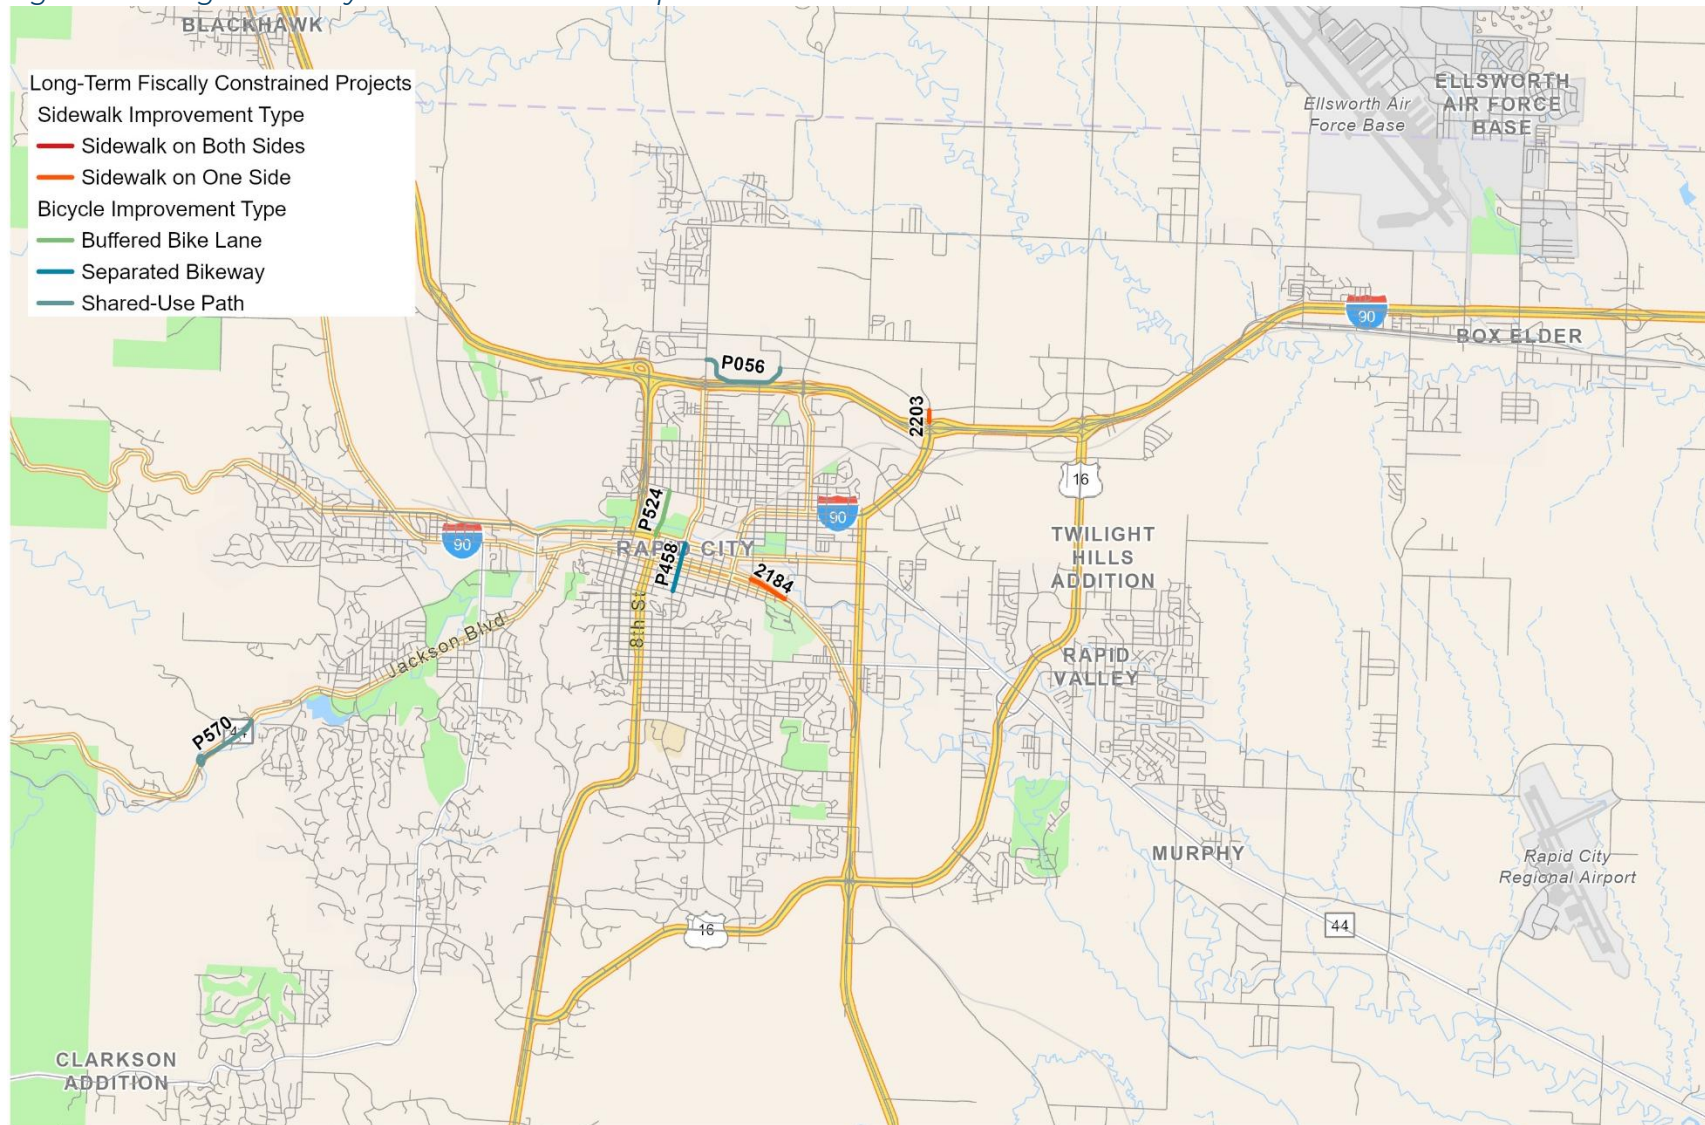 BLACKHAWK
Long-Term Fiscally Constrained Projects
Sidewalk Improvement Type
Sidewalk on Both Sides
Sidewalk on One Side
Bicycle Improvement Type
Buffered Bike Lane
Separated Bikeway
Shared-Use Path
Ellsworth Air
Force Base
ELLSWORTH
AIR FORCE
BASE
90
BOX ELDER
P056
2203
16
P524
90
90
RAPID CITY
P458
2184
TWILIGHT
HILLS
ADDITION
8th St
Jackson Blvd
RAPID
VALLEY
P570
44
MURPHY
Rapid City
Regional Airport
16
44
CLARKSON
ADDITION